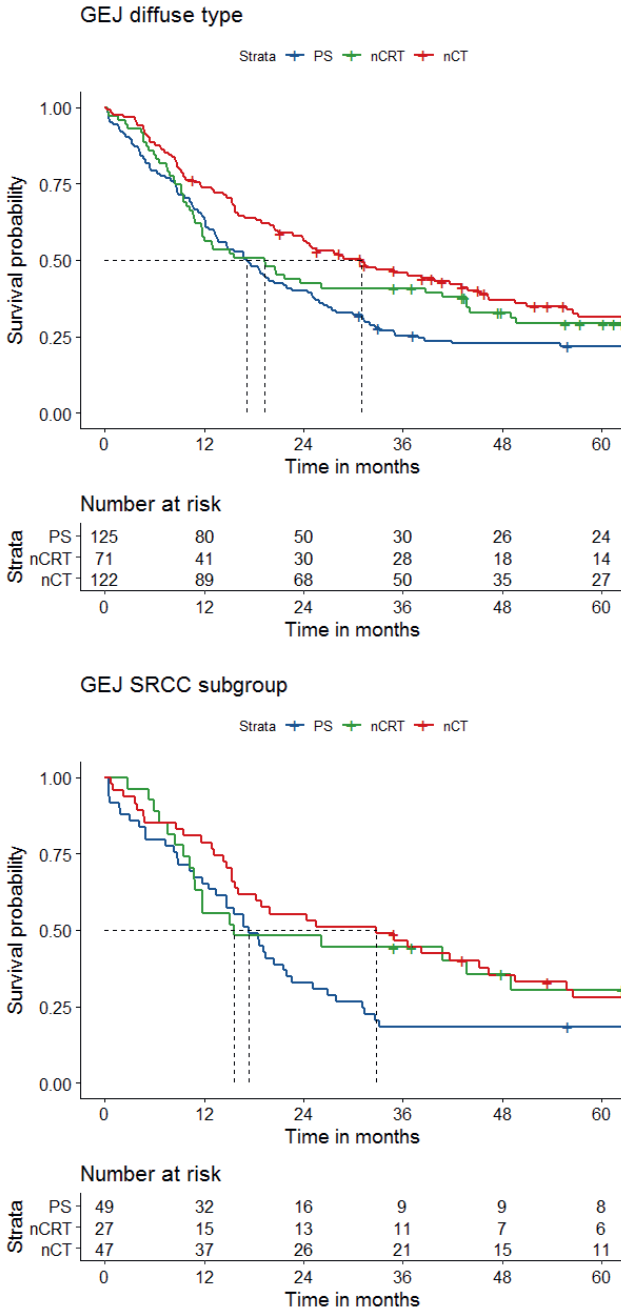 GEJ diffuse type
Strata PS nCRT nCT
1.00
0.75
0.50
0.25
0.00
Survival probability
0 12 24 36 48 60
Time in months
Number at risk
Strata
PS 125 80 50 30 26 24
nCRT 71 41 30 28 18 14
nCT 122 89 68 50 35 27
0 12 24 36 48 60
Time in months
GEJ SRCC subgroup
Strata PS nCRT nCT
1.00
0.75
0.50
0.25
0.00
Survival probability
0 12 24 36 48 60
Time in months
Number at risk
Strata
PS 49 32 16 9 9 8
nCRT 27 15 13 11 7 6
nCT 47 37 26 21 15 11
0 12 24 36 48 60
Time in months